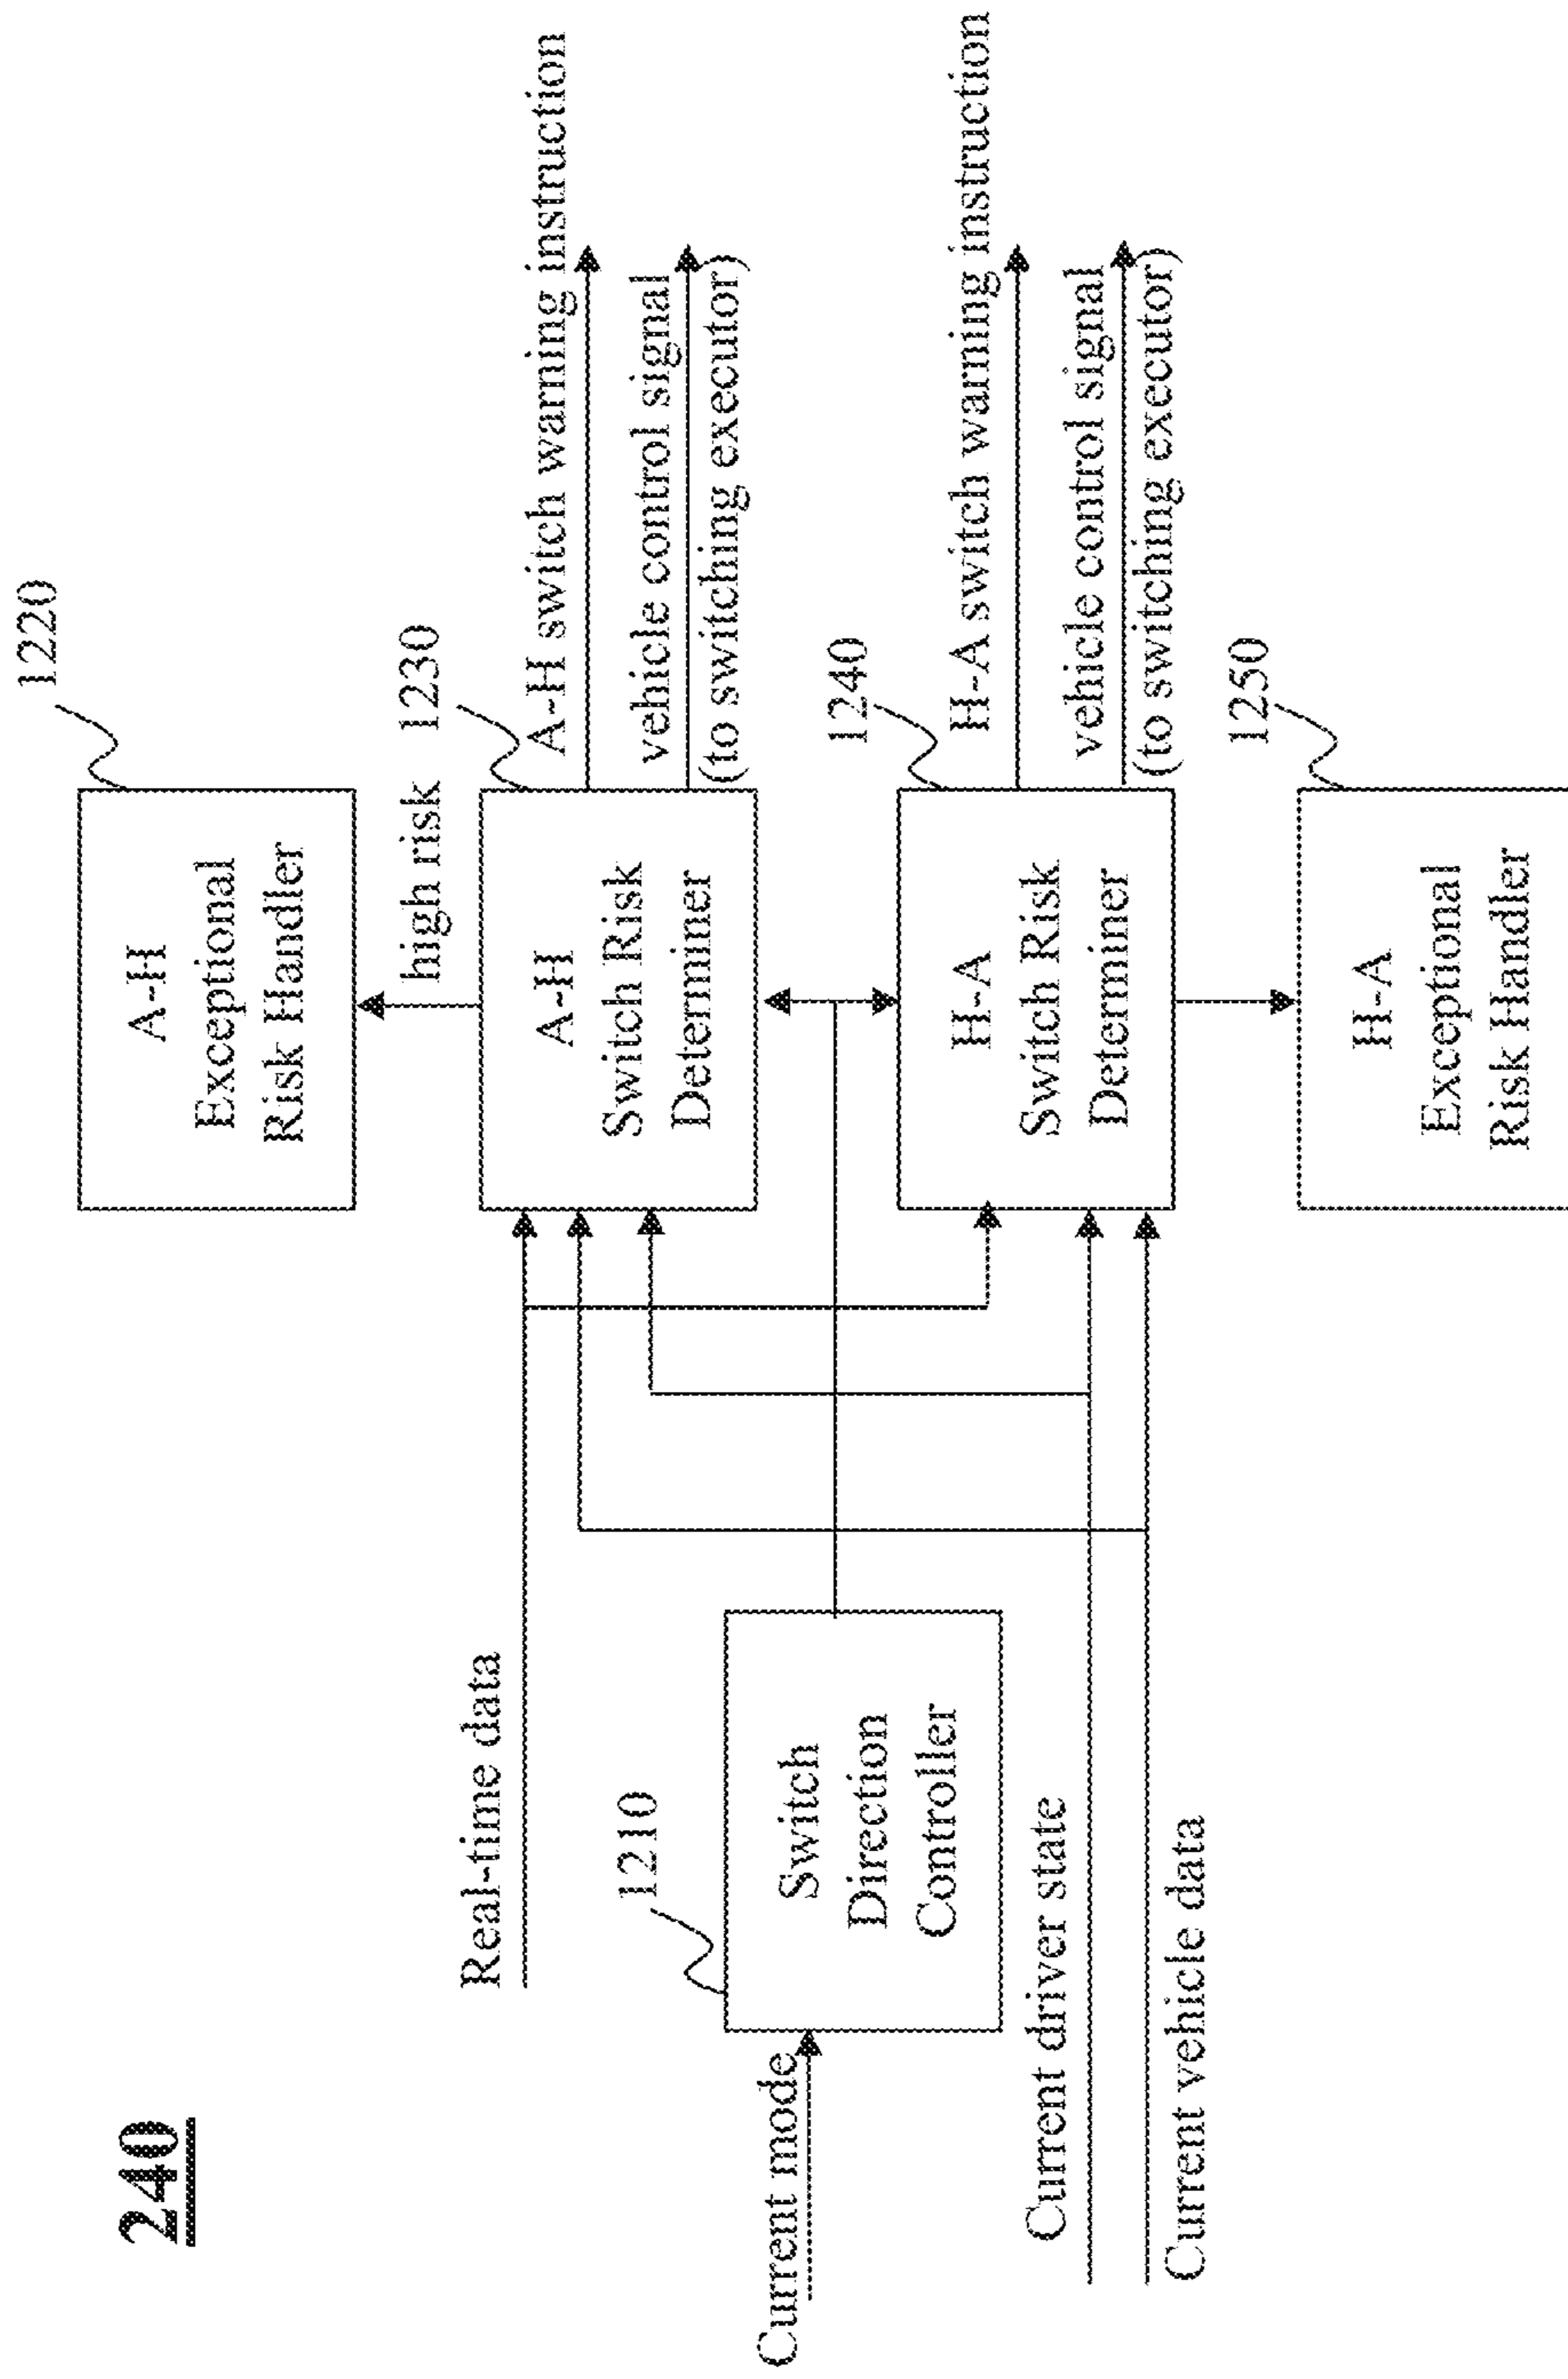 240
1220
A-H
Exceptional
Risk Handler
high risk
1230
Real-time data
A-H
Switch Risk
Determiner
A-H switch warning instruction
vehicle control signal
(to switching executor)
1210
Current mode
Switch
Direction
Controller
1240
Current driver state
H-A
Switch Risk
Determiner
H-A switch warning instruction
vehicle control signal
(to switching executor)
Current vehicle data
1250
H-A
Exceptional
Risk Handler